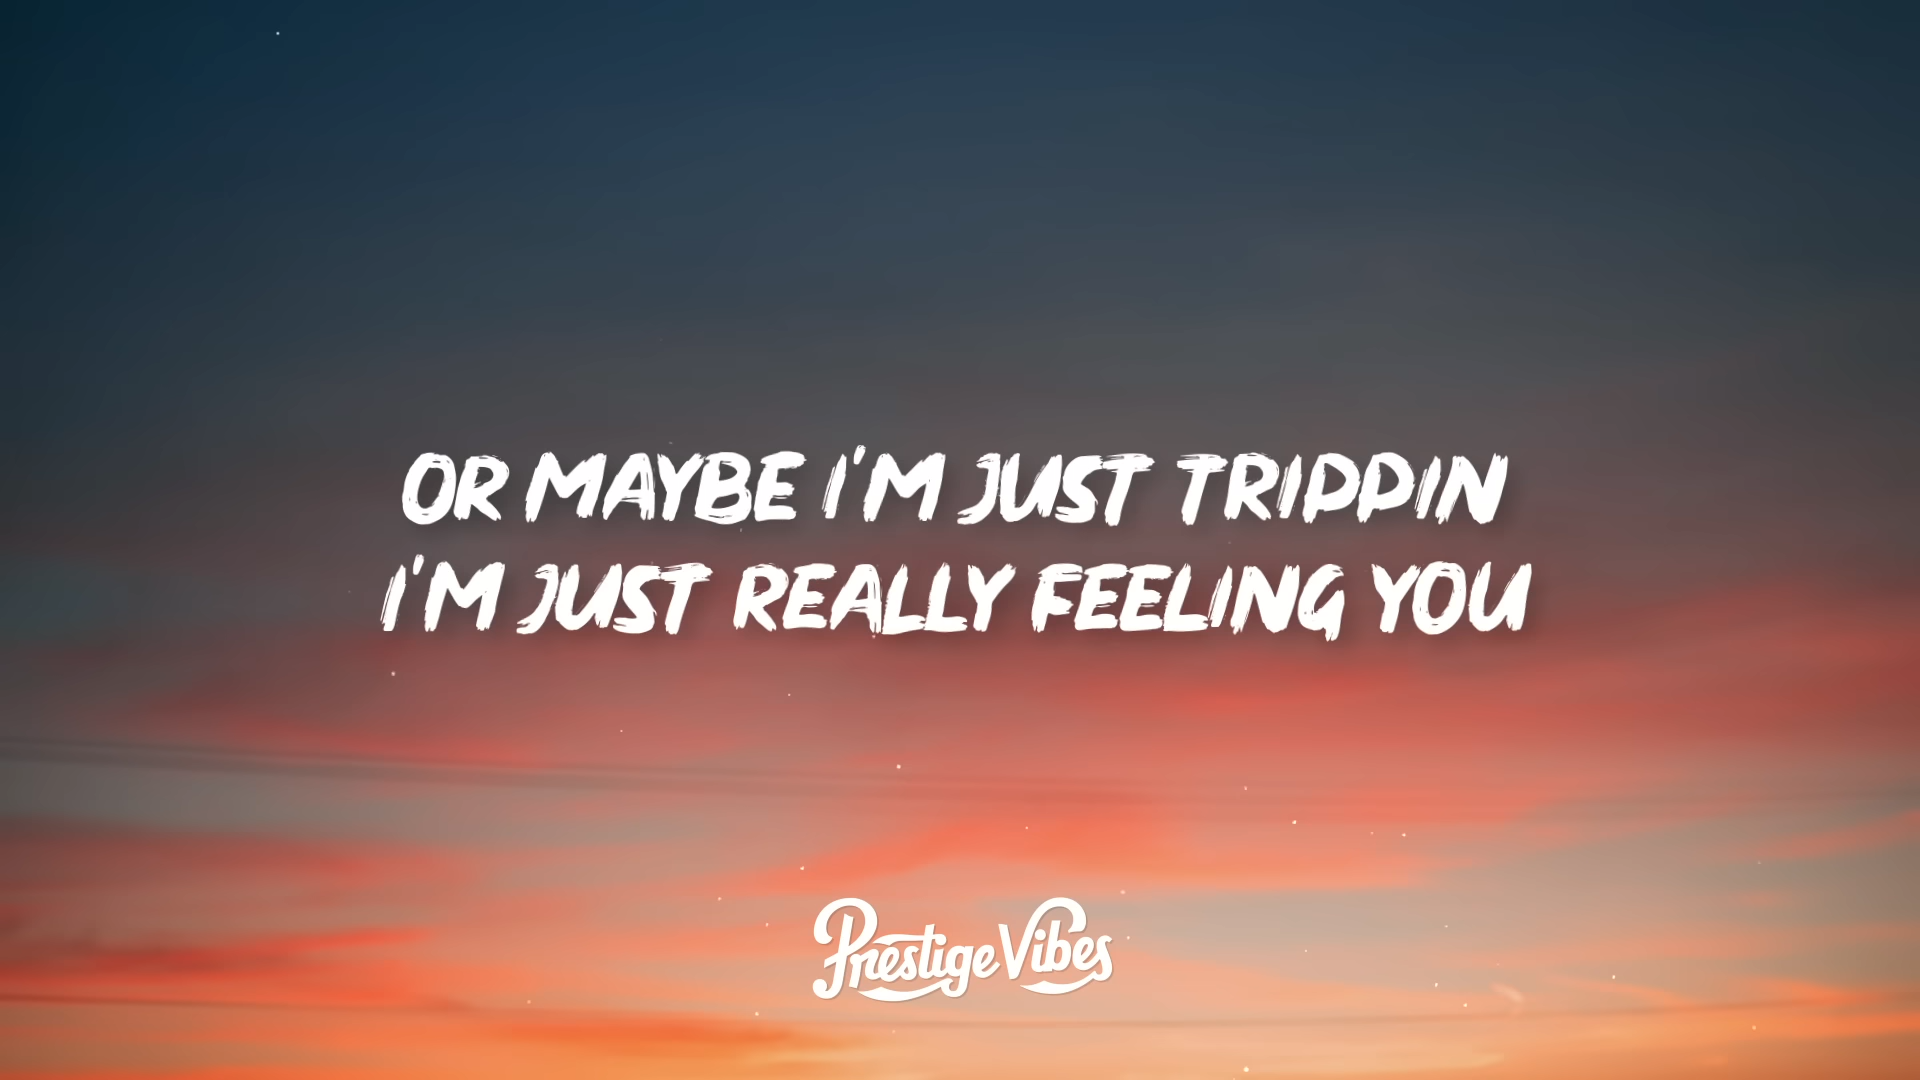 OR MAYBE I'M JUST TRIPPIN
I'M JUST REALLY FEELING YOU
Prestige Vibes